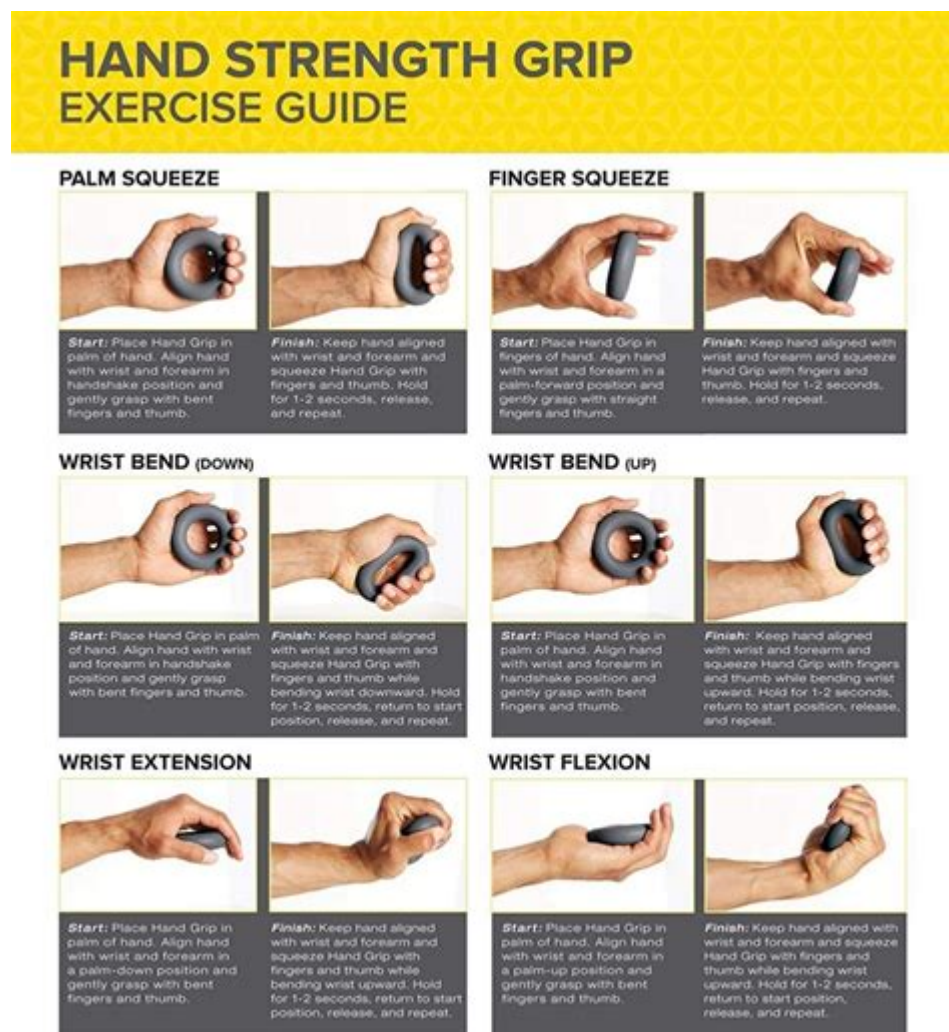 HAND STRENGTH GRIP
EXERCISE GUIDE
PALM SQUEEZE
Start: Place Hand Grip in
palm of hand. Align hand
with wrist and forearm in
handshake position and
gently grasp with bent
fingers and thumb.
Finish: Keep hand aligned
with wrist and forearm and
squeeze Hand Grip with
fingers and thumb. Hold
for 1-2 seconds, release,
and repeat.
FINGER SQUEEZE
Start: Place Hand Grip in
fingers of hand. Align hand
with wrist and forearm in a
palm-forward position and
gently grasp with straight
fingers and thumb.
Finish: Keep hand aligned with
wrist and forearm and squeeze
Hand Grip with fingers and
thumb. Hold for 1-2 seconds,
release, and repeat.
WRIST BEND (DOWN)
Start: Place Hand Grip in palm
of hand. Align hand with wrist
and forearm in handshake
position and gently grasp
with bent fingers and thumb.
Finish: Keep hand aligned
with wrist and forearm and
squeeze Hand Grip with
fingers and thumb while
bending wrist downward. Hold
for 1-2 seconds, return to start
position, release, and repeat.
WRIST BEND (UP)
Start: Place Hand Grip in
palm of hand. Align hand
with wrist and forearm in
handshake position and
gently grasp with bent
fingers and thumb.
Finish: Keep hand aligned
with wrist and forearm and
squeeze Hand Grip with fingers
and thumb while bending wrist
upward. Hold for 1-2 seconds,
return to start position, release,
and repeat.
WRIST EXTENSION
Start: Place Hand Grip in
palm of hand. Align hand
with wrist and forearm in
a palm-down position and
gently grasp with bent
fingers and thumb.
Finish: Keep hand aligned
with wrist and forearm and
squeeze Hand Grip with
fingers and thumb while
bending wrist upward. Hold
for 1-2 seconds, return to start
position, release, and repeat.
WRIST FLEXION
Start: Place Hand Grip in
palm of hand. Align hand
with wrist and forearm in
a palm-up position and
gently grasp with bent
fingers and thumb.
Finish: Keep hand aligned with
wrist and forearm and squeeze
Hand Grip with fingers and
thumb while bending wrist
upward. Hold for 1-2 seconds,
return to start position,
release, and repeat.